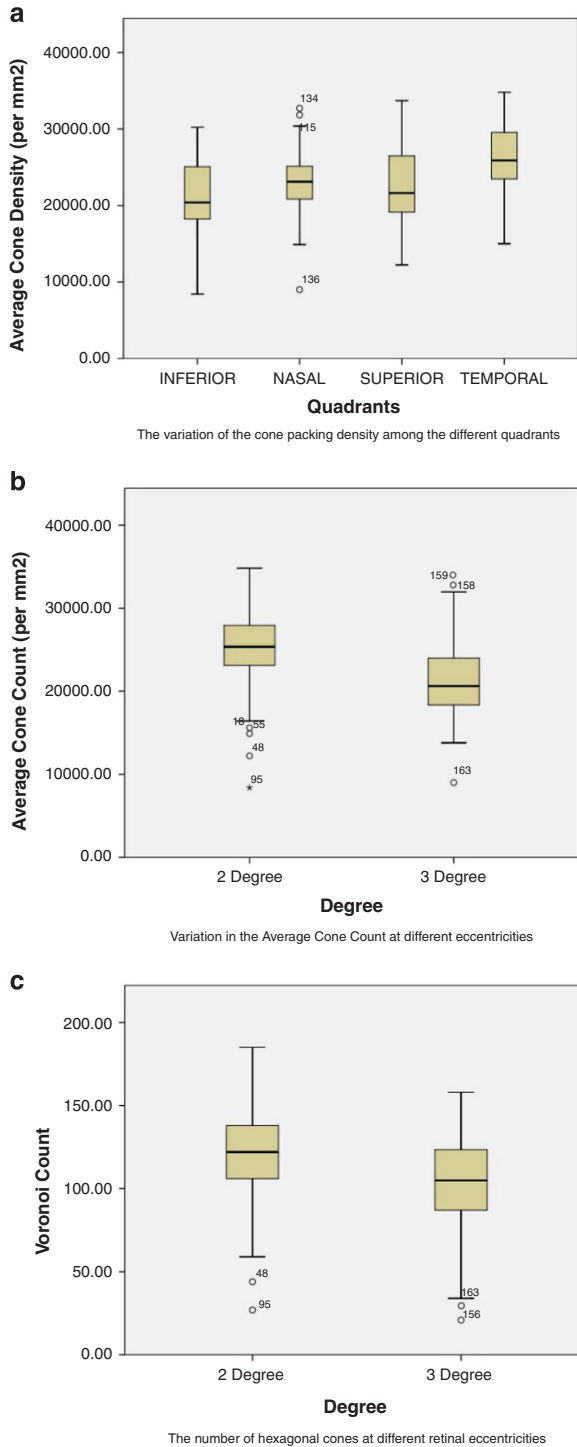 a
Average Cone Density (per mm2)
40000.00
30000.00
20000.00
10000.00
0.00
134
115
136
INFERIOR NASAL SUPERIOR TEMPORAL
Quadrants
The variation of the cone packing density among the different quadrants
b
Average Cone Count (per mm2)
40000.00
30000.00
20000.00
10000.00
0.00
159 158
18 55
48
95
163
2 Degree 3 Degree
Degree
Variation in the Average Cone Count at different eccentricities
c
Voronoi Count
200.00
150.00
100.00
50.00
0.00
48
95
163
156
2 Degree 3 Degree
Degree
The number of hexagonal cones at different retinal eccentricities